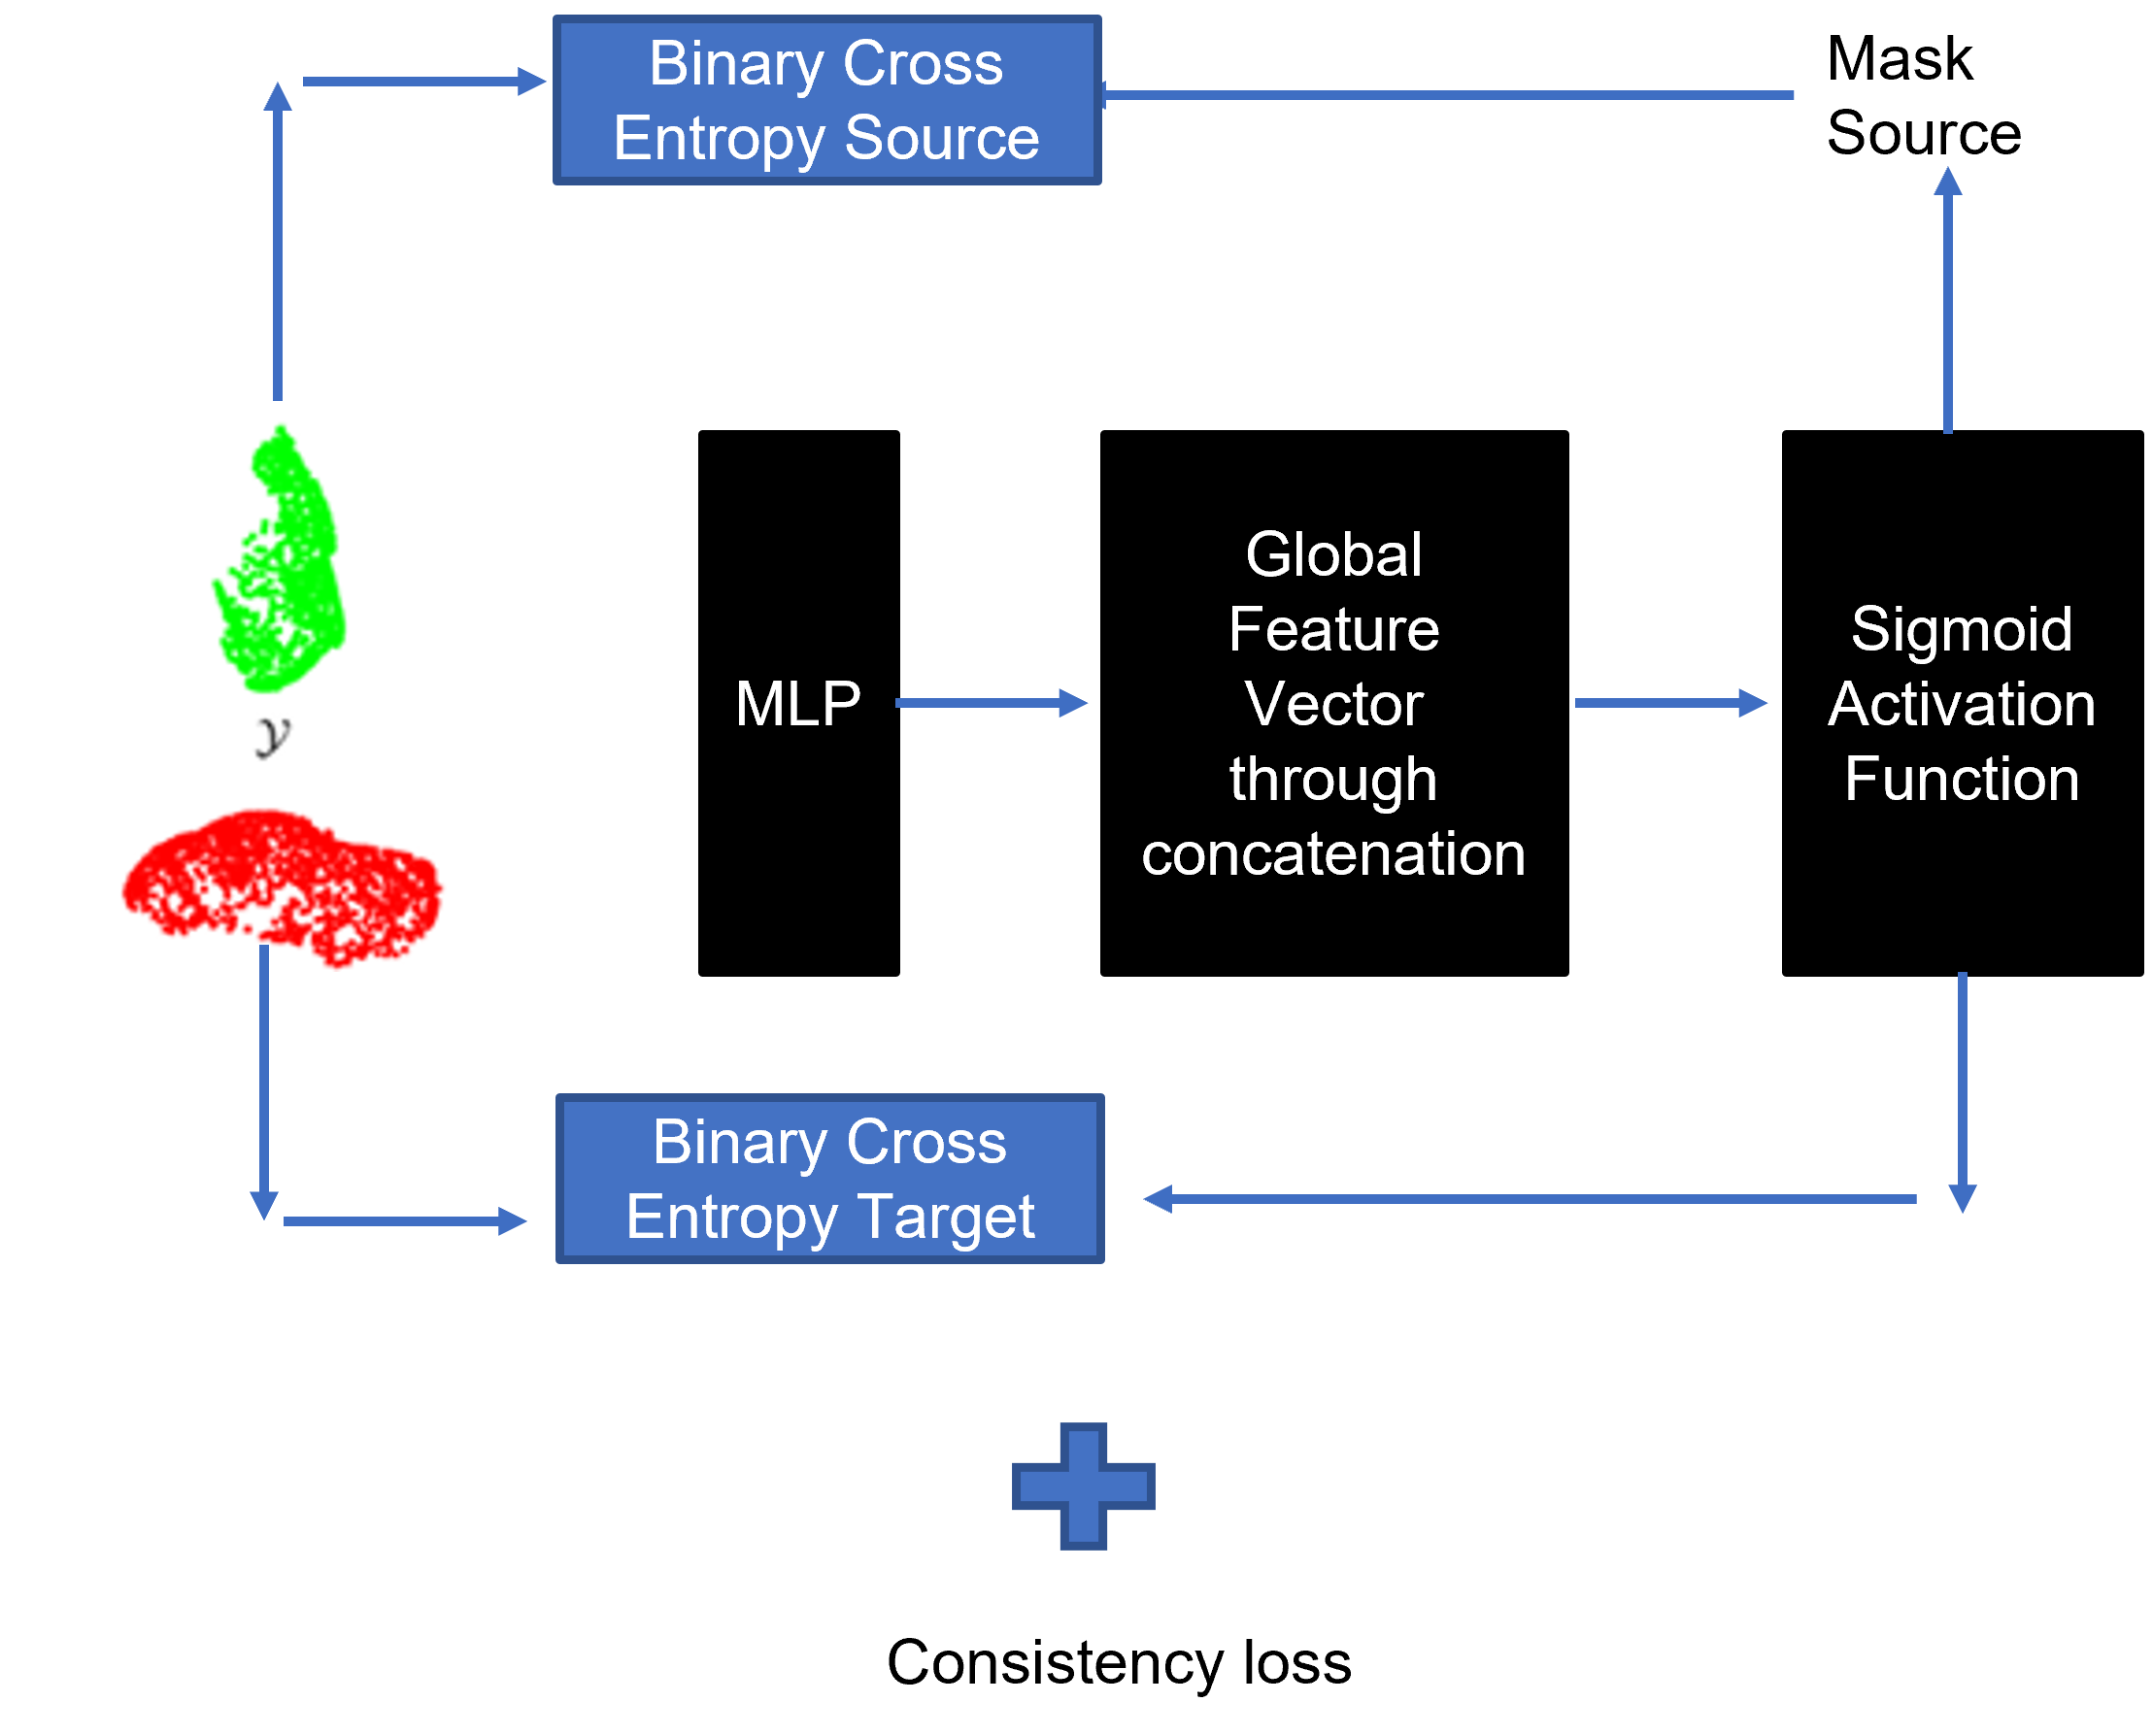 Binary Cross
Entropy Source
Mask
Source
MLP
Global
Feature
Vector
through
concatenation
Sigmoid
Activation
Function
𝒴
Binary Cross
Entropy Target
Consistency loss